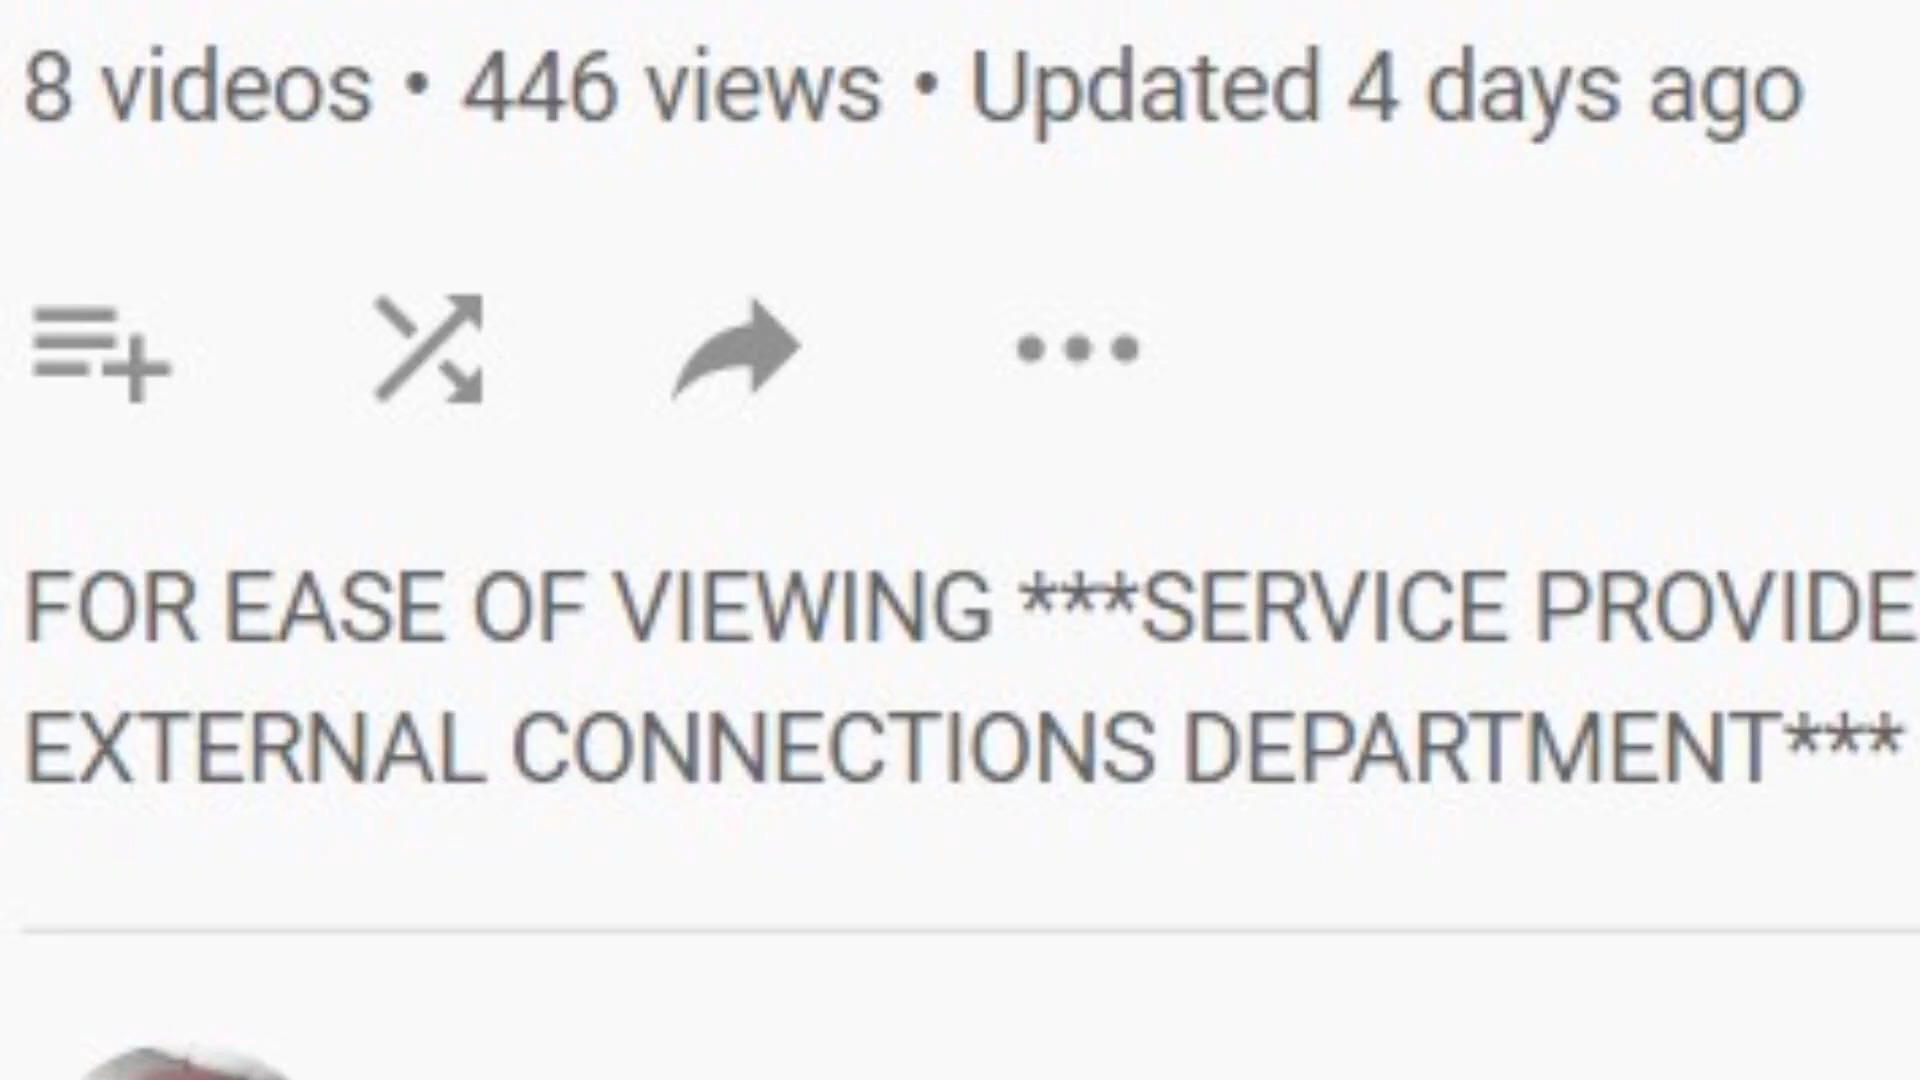 8 videos • 446 views • Updated 4 days ago
FOR EASE OF VIEWING ***SERVICE PROVIDE
EXTERNAL CONNECTIONS DEPARTMENT***